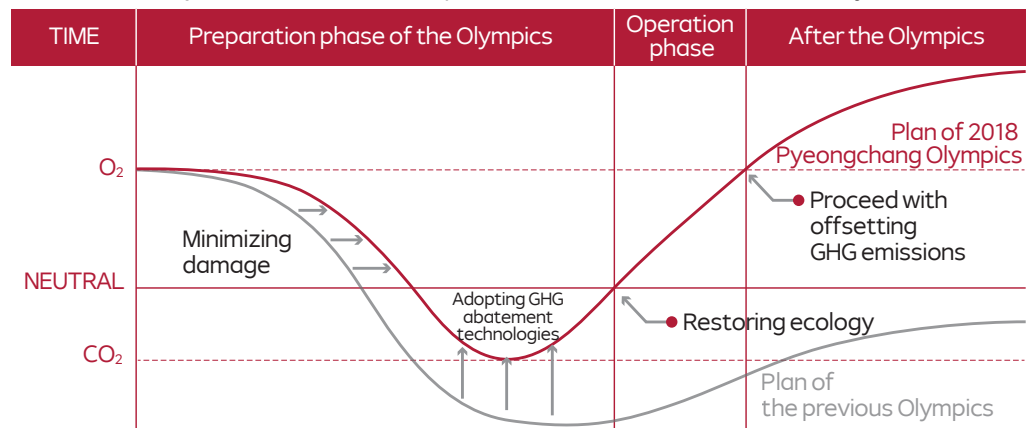 TIME
Preparation phase of the Olympics
Operation
phase
After the Olympics
Plan of 2018
Pyeongchang Olympics
O₂
Proceed with
offsetting
GHG emissions
Minimizing
damage
NEUTRAL
Adopting GHG
abatement
technologies
Restoring ecology
CO₂
Plan of
the previous Olympics